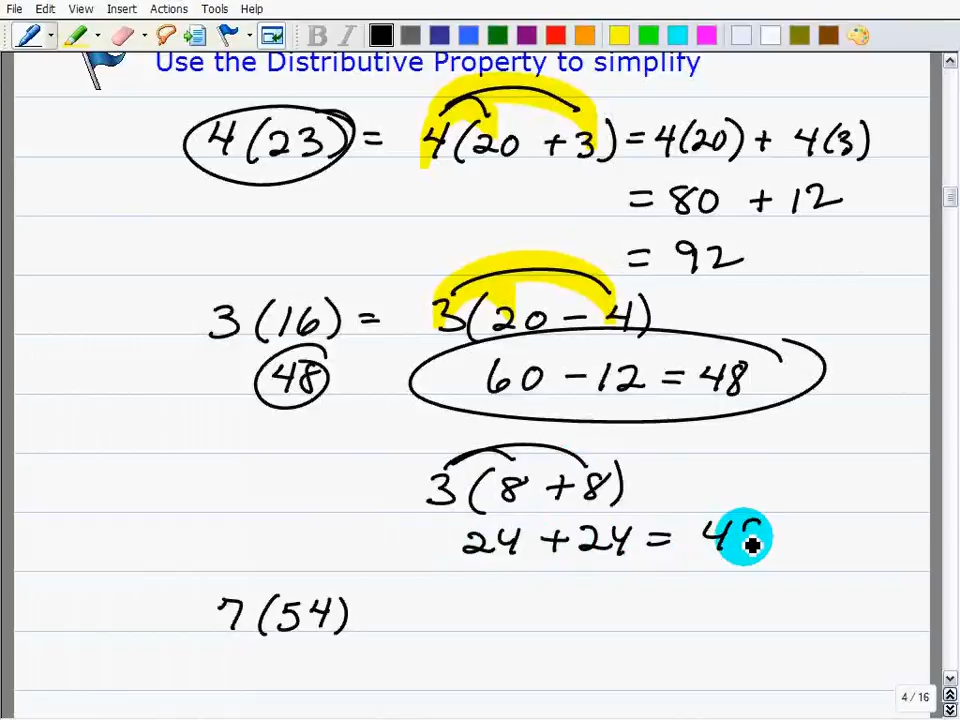 File Edit View Insert Actions Tools Help
B I
Use the Distributive Property to simplify
4(23) = 4(20 + 3) = 4(20) + 4(3)
= 80 + 12
= 92
3(16) = 3(20 - 4)
48 60 - 12 = 48
3(8 + 8)
24 + 24 = 4
7(54)
4 / 16